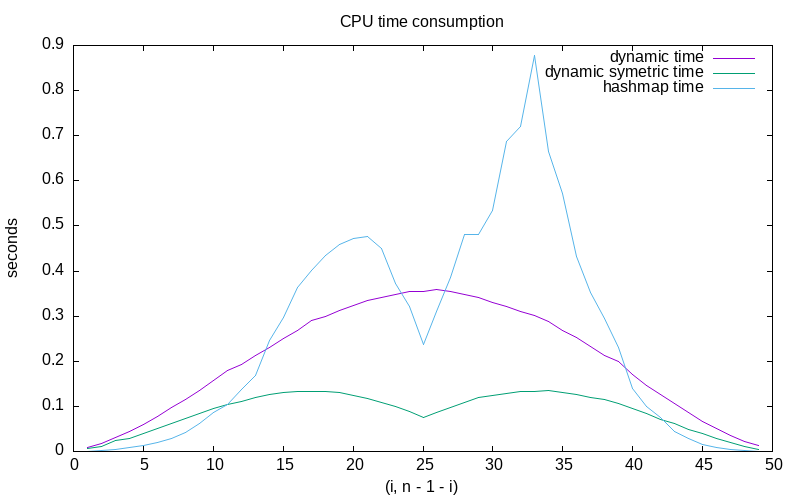 CPU time consumption
0.9
0.8
0.7
0.6
0.5
0.4
0.3
0.2
0.1
0
seconds
dynamic time
dynamic symetric time
hashmap time
0 5 10 15 20 25 30 35 40 45 50
(i, n - 1 - i)